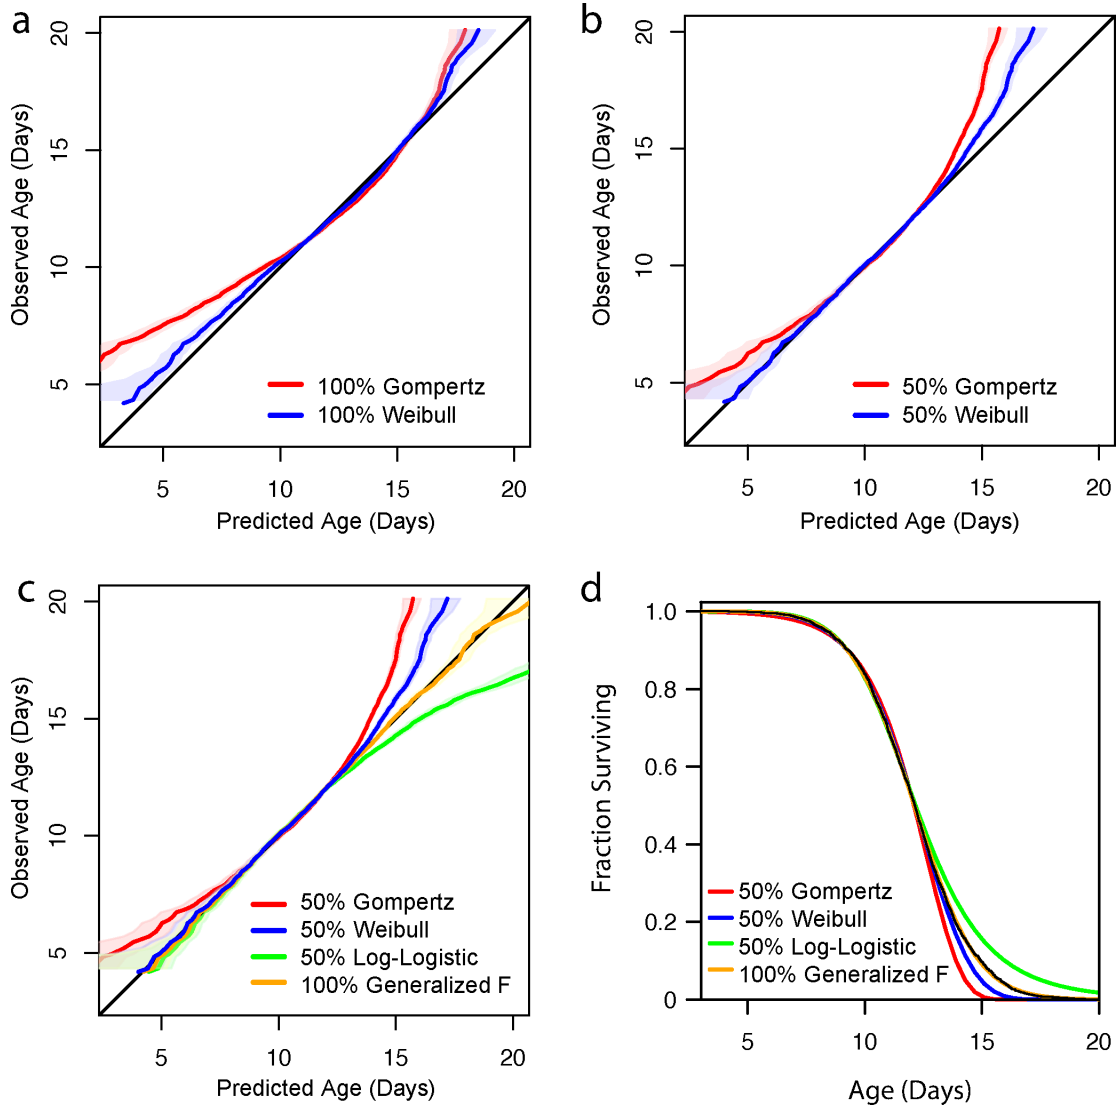 a
20
15
10
5
Observed Age (Days)
100% Gompertz
100% Weibull
5
10
15
20
Predicted Age (Days)
b
20
15
10
5
Observed Age (Days)
50% Gompertz
50% Weibull
5
10
15
20
Predicted Age (Days)
c
20
15
10
5
Observed Age (Days)
50% Gompertz
50% Weibull
50% Log-Logistic
100% Generalized F
5
10
15
20
Predicted Age (Days)
d
1.0
0.8
0.6
0.4
0.2
0
Fraction Surviving
50% Gompertz
50% Weibull
50% Log-Logistic
100% Generalized F
5
10
15
20
Age (Days)